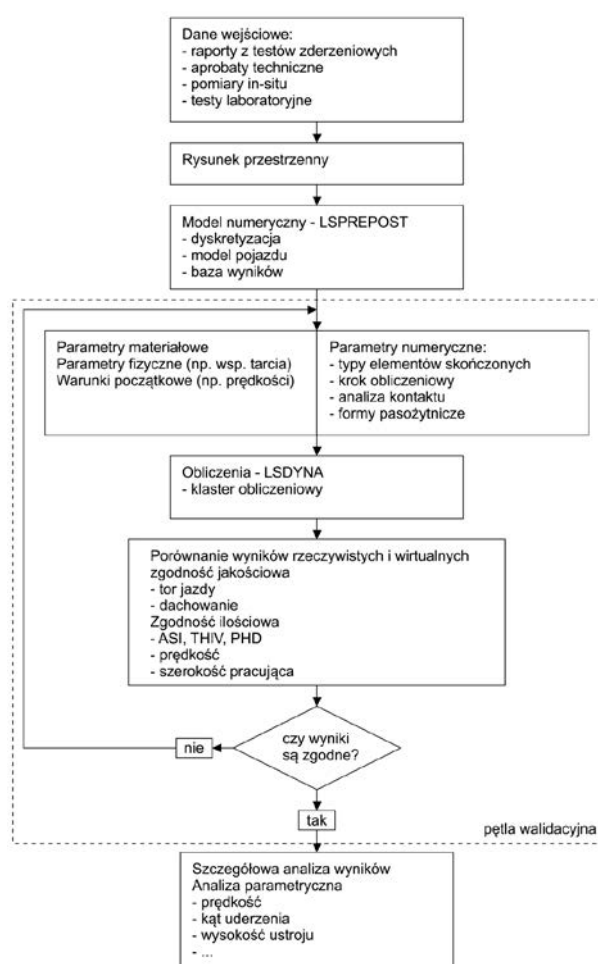 Dane wejściowe:
- raporty z testów zderzeniowych
- aprobaty techniczne
- pomiary in-situ
- testy laboratoryjne
Rysunek przestrzenny
Model numeryczny - LSPREPOST
- dyskretyzacja
- model pojazdu
- baza wyników
Parametry materiałowe
Parametry fizyczne (np. wsp. tarcia)
Warunki początkowe (np. prędkości)
Parametry numeryczne:
- typy elementów skończonych
- krok obliczeniowy
- analiza kontaktu
- formy pasożytnicze
Obliczenia - LSDYNA
- klaster obliczeniowy
Porównanie wyników rzeczywistych i wirtualnych
zgodność jakościowa
- tor jazdy
- dachowanie
Zgodność ilościowa
- ASI, THIV, PHD
- prędkość
- szerokość pracująca
czy wyniki
są zgodne?
nie
tak
pętla walidacyjna
Szczegółowa analiza wyników
Analiza parametryczna
- prędkość
- kąt uderzenia
- wysokość ustroju
- ...